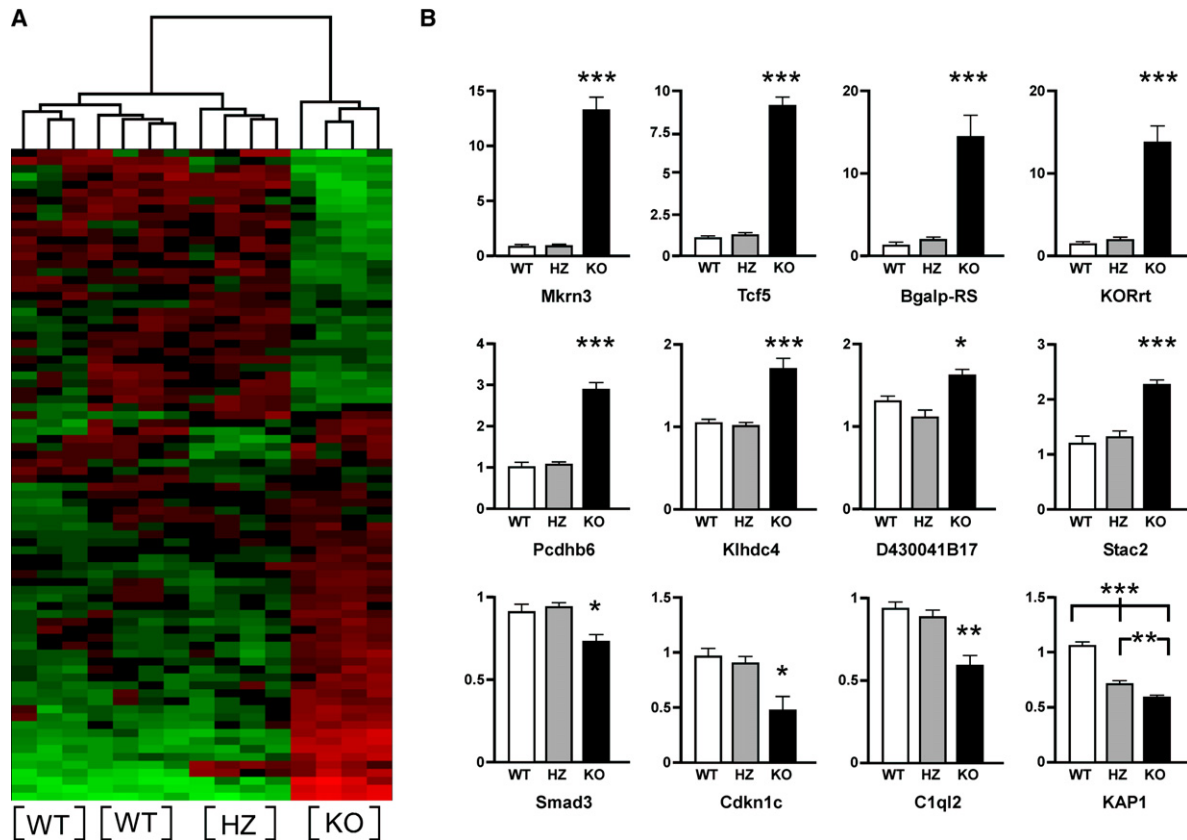 A
B
[WT] [WT] [HZ] [KO]
***
15
10
5
0
WT HZ KO
Mkrn3
***
10
7.5
5
2.5
0
WT HZ KO
Tcf5
***
20
10
0
WT HZ KO
Bgalp-RS
***
20
10
0
WT HZ KO
KORrt
***
4
3
2
1
0
WT HZ KO
Pcdhb6
***
2
1
0
WT HZ KO
Klhdc4
*
2
1
0
WT HZ KO
D430041B17
***
3
2
1
0
WT HZ KO
Stac2
*
1
0.5
0
WT HZ KO
Smad3
*
1.5
1
0.5
0
WT HZ KO
Cdkn1c
**
1
0.5
0
WT HZ KO
C1ql2
***
**
1.5
1
0.5
0
WT HZ KO
KAP1